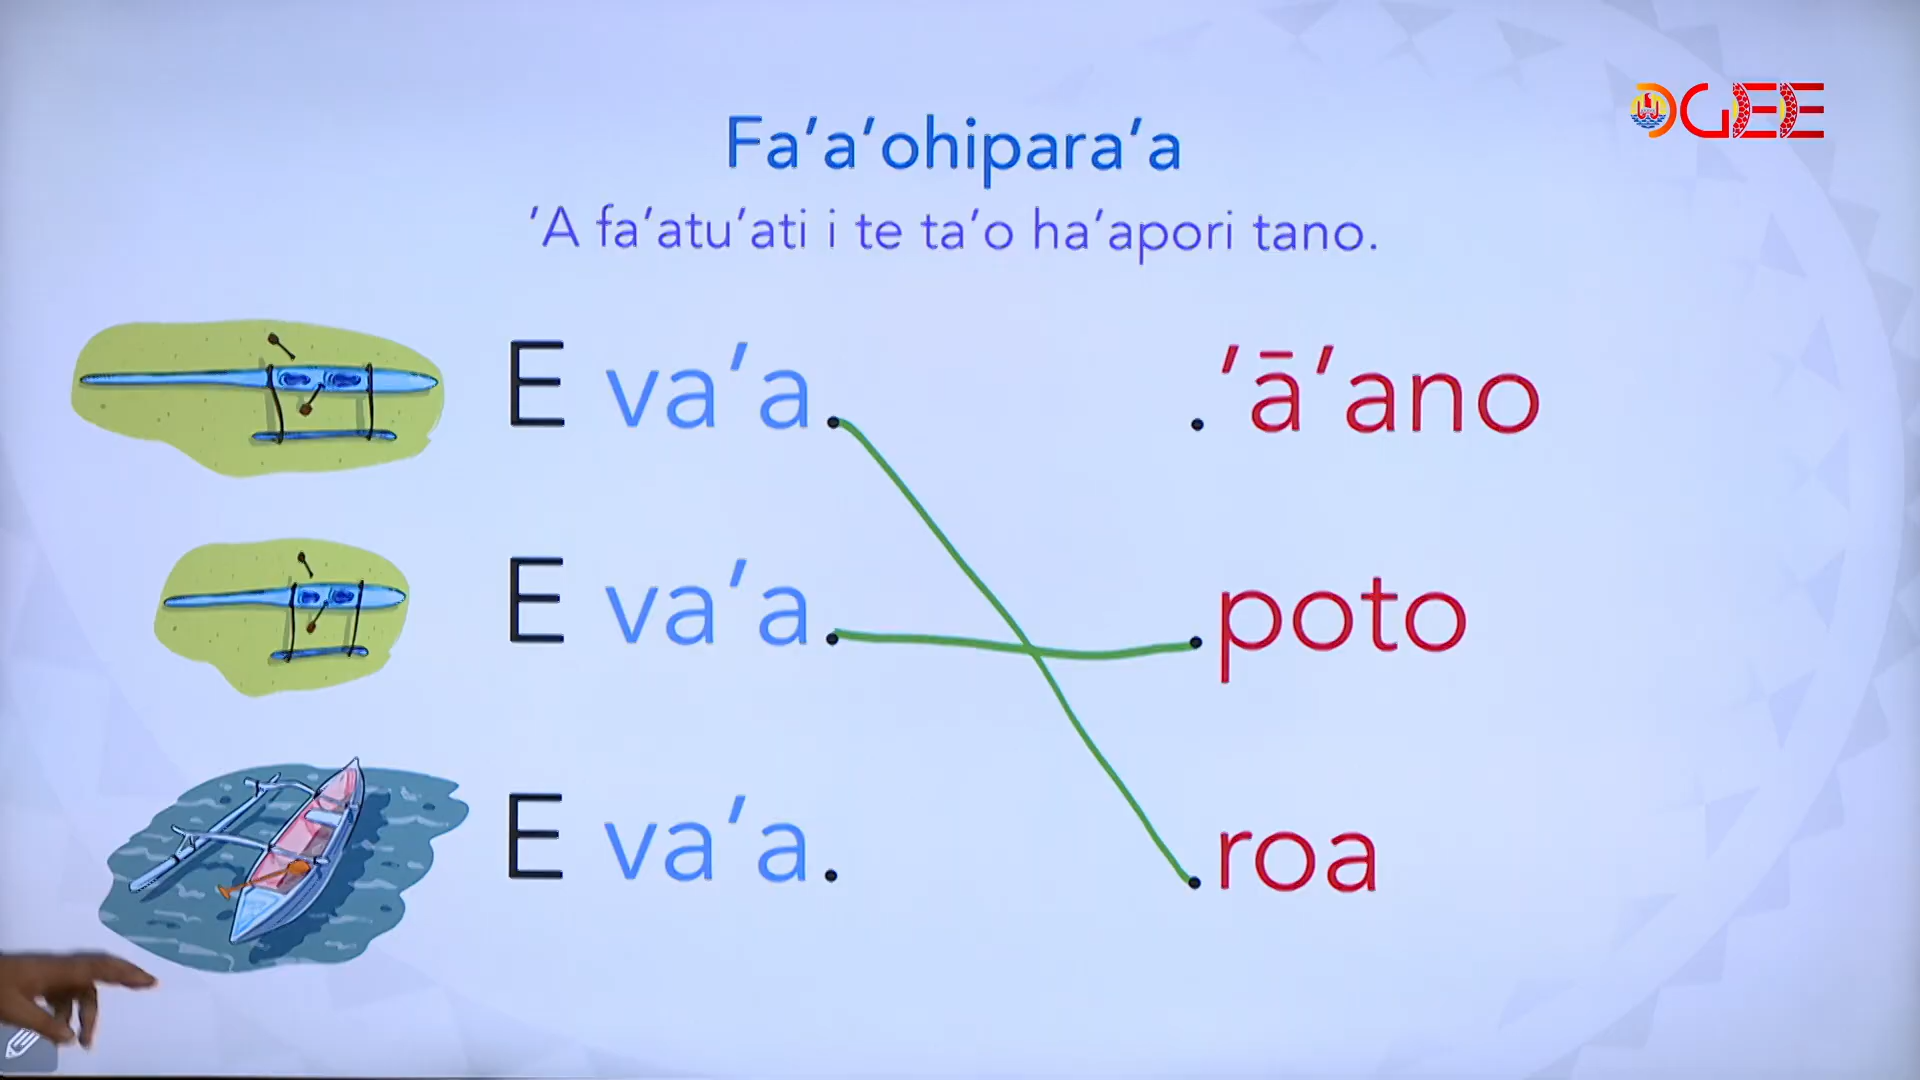 DGEE
Fa'a'ohipara'a
'A fa'atu'ati i te ta'o ha'apori tano.
E va'a. . 'ā'ano
E va'a. . poto
E va'a. . roa